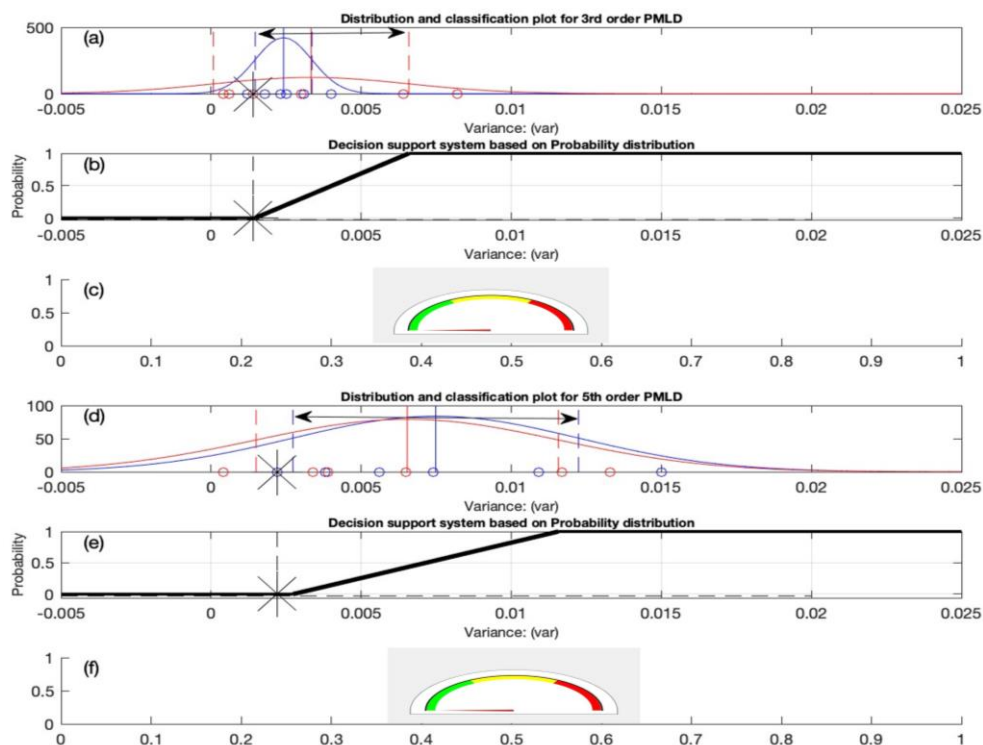 Distribution and classification plot for 3rd order PMLD
500
(a)
0
-0.005 0 0.005 0.01 0.015 0.02 0.025
Variance: (var)
Decision support system based on Probability distribution
1
(b)
Probability
0.5
0
-0.005 0 0.005 0.01 0.015 0.02 0.025
Variance: (var)
1
(c)
0.5
0
0 0.1 0.2 0.3 0.4 0.5 0.6 0.7 0.8 0.9 1
Distribution and classification plot for 5th order PMLD
100
(d)
50
0
-0.005 0 0.005 0.01 0.015 0.02 0.025
Variance: (var)
Decision support system based on Probability distribution
1
(e)
Probability
0.5
0
-0.005 0 0.005 0.01 0.015 0.02 0.025
Variance: (var)
1
(f)
0.5
0
0 0.1 0.2 0.3 0.4 0.5 0.6 0.7 0.8 0.9 1